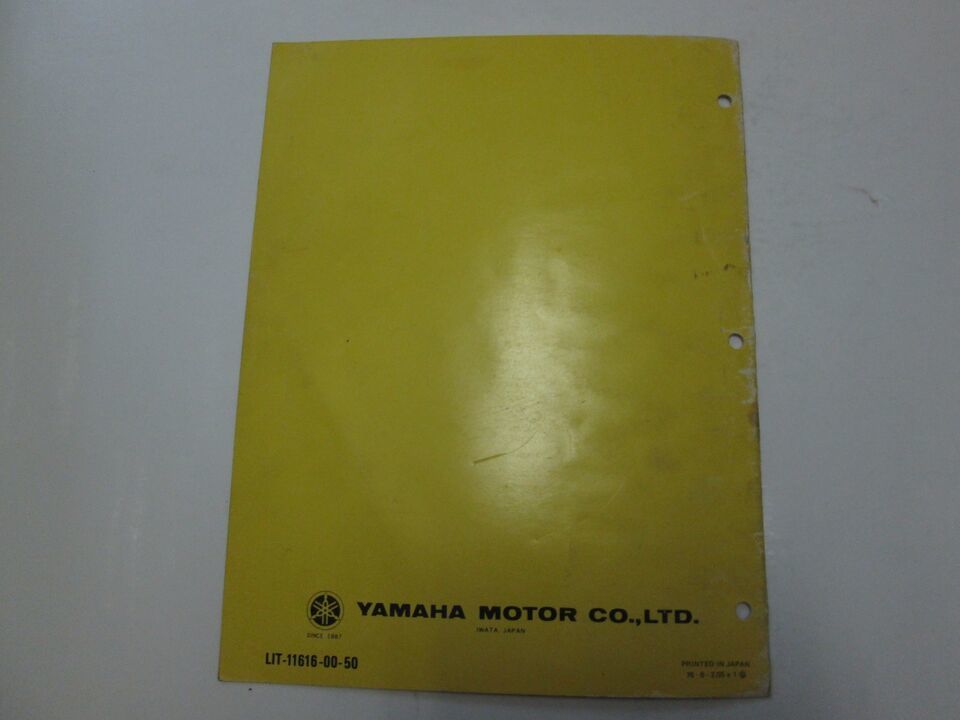 YAMAHA MOTOR CO.,LTD.
IWATA, JAPAN
SINCE 1887
LIT-11616-00-50
PRINTED IN JAPAN